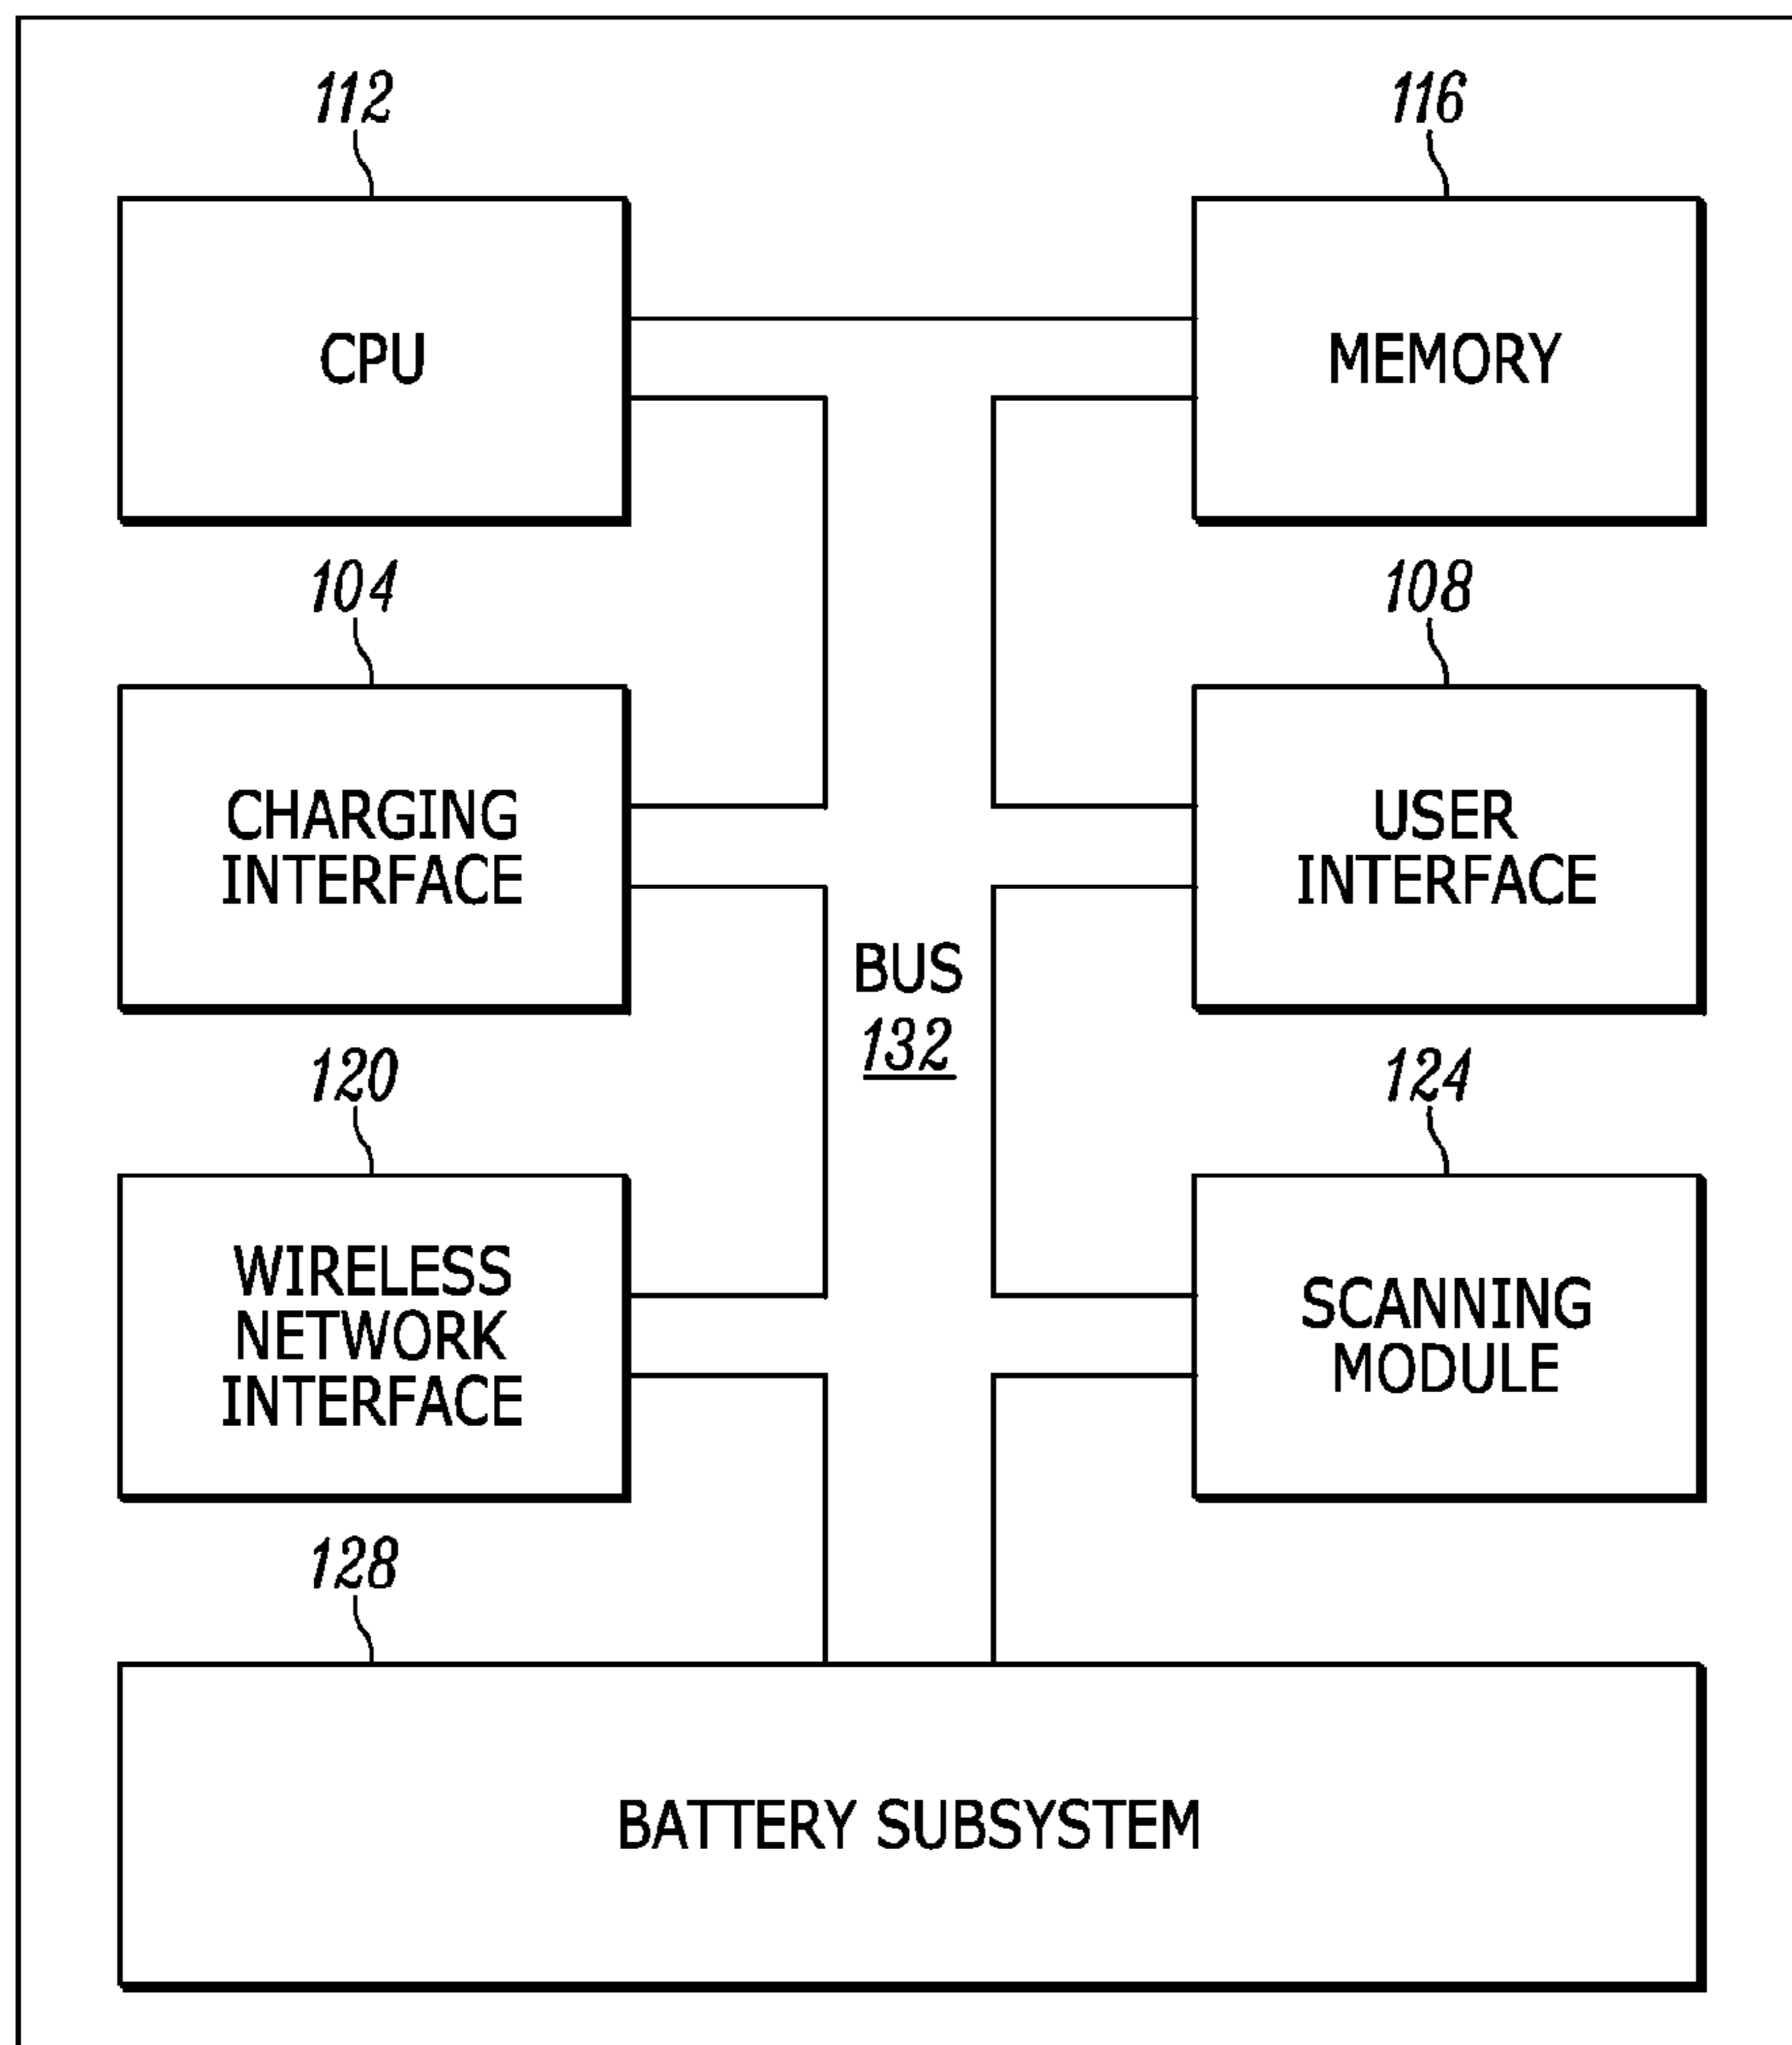 112
116
CPU
MEMORY
104
108
CHARGING
INTERFACE
USER
INTERFACE
BUS
132
120
124
WIRELESS
NETWORK
INTERFACE
SCANNING
MODULE
128
BATTERY SUBSYSTEM